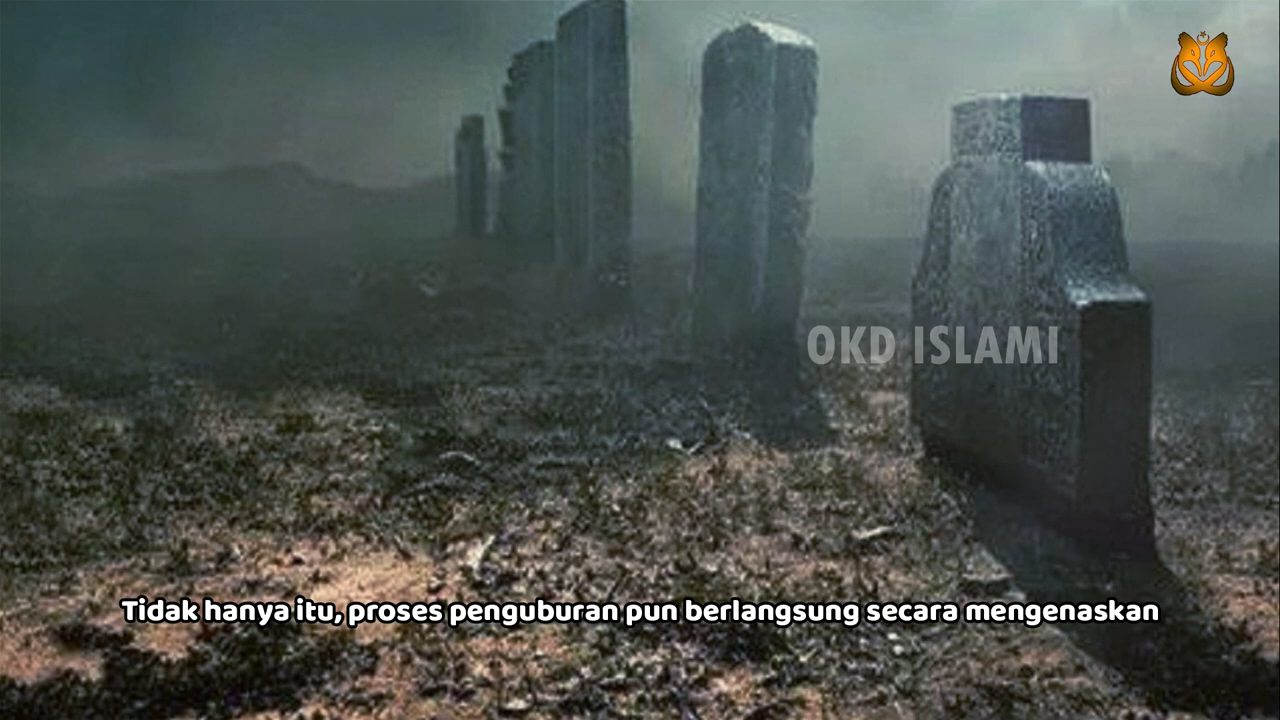 OKD ISLAMI
Tidak hanya itu, proses penguburan pun berlangsung secara mengenaskan